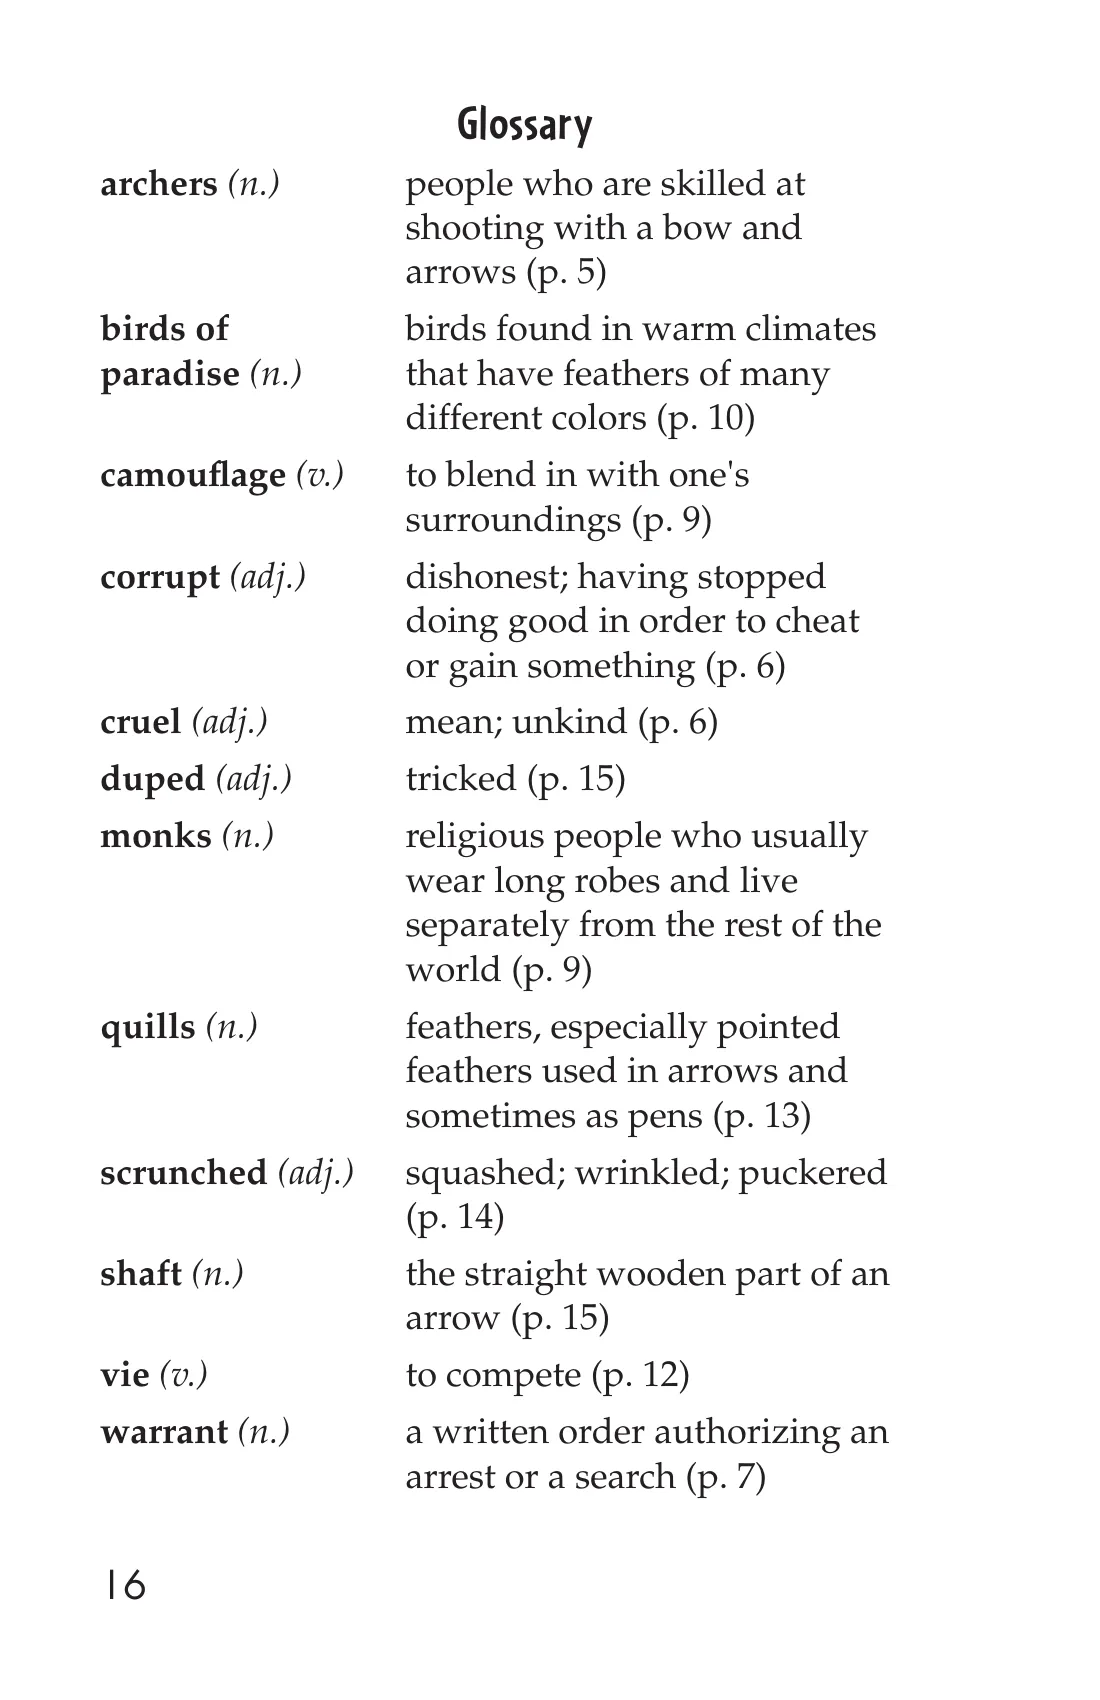 Glossary
archers (n.) people who are skilled at
shooting with a bow and
arrows (p. 5)
birds of birds found in warm climates
paradise (n.) that have feathers of many
different colors (p. 10)
camouflage (v.) to blend in with one's
surroundings (p. 9)
corrupt (adj.) dishonest; having stopped
doing good in order to cheat
or gain something (p. 6)
cruel (adj.) mean; unkind (p. 6)
duped (adj.) tricked (p. 15)
monks (n.) religious people who usually
wear long robes and live
separately from the rest of the
world (p. 9)
quills (n.) feathers, especially pointed
feathers used in arrows and
sometimes as pens (p. 13)
scrunched (adj.) squashed; wrinkled; puckered
(p. 14)
shaft (n.) the straight wooden part of an
arrow (p. 15)
vie (v.) to compete (p. 12)
warrant (n.) a written order authorizing an
arrest or a search (p. 7)
16